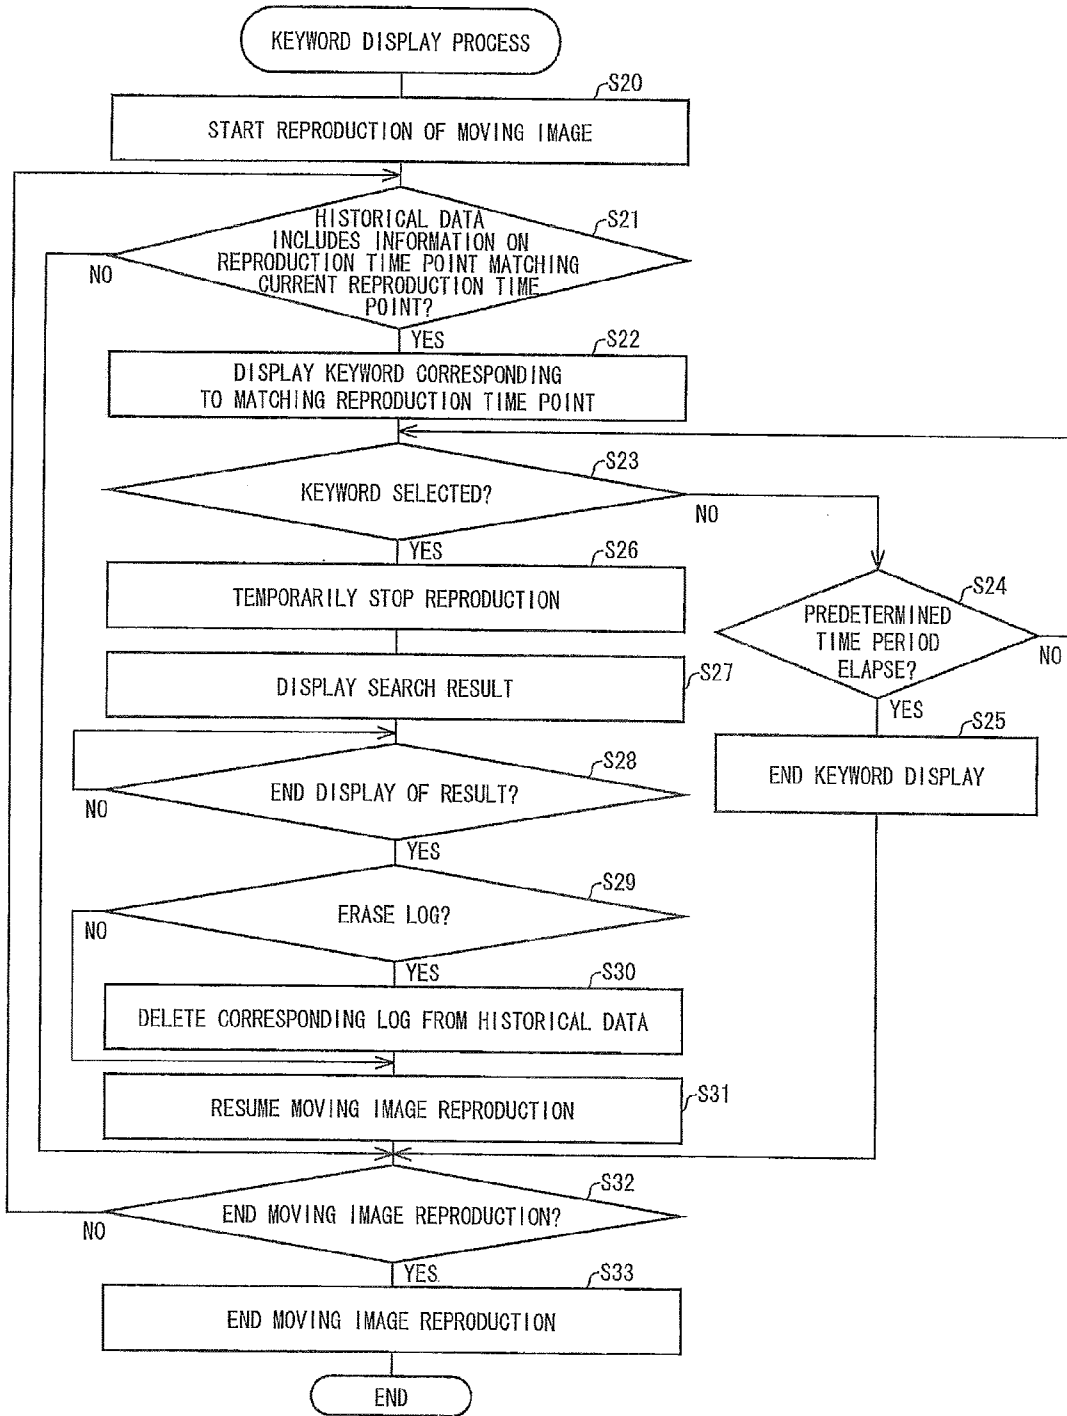 KEYWORD DISPLAY PROCESS
S20
START REPRODUCTION OF MOVING IMAGE
S21
HISTORICAL DATA
INCLUDES INFORMATION ON
REPRODUCTION TIME POINT MATCHING
CURRENT REPRODUCTION TIME
POINT?
NO
YES
S22
DISPLAY KEYWORD CORRESPONDING
TO MATCHING REPRODUCTION TIME POINT
S23
KEYWORD SELECTED?
NO
YES
S24
PREDETERMINED
TIME PERIOD
ELAPSE?
NO
YES
S25
END KEYWORD DISPLAY
S26
TEMPORARILY STOP REPRODUCTION
S27
DISPLAY SEARCH RESULT
S28
END DISPLAY OF RESULT?
NO
YES
S29
ERASE LOG?
NO
YES
S30
DELETE CORRESPONDING LOG FROM HISTORICAL DATA
S31
RESUME MOVING IMAGE REPRODUCTION
S32
END MOVING IMAGE REPRODUCTION?
NO
YES
S33
END MOVING IMAGE REPRODUCTION
END